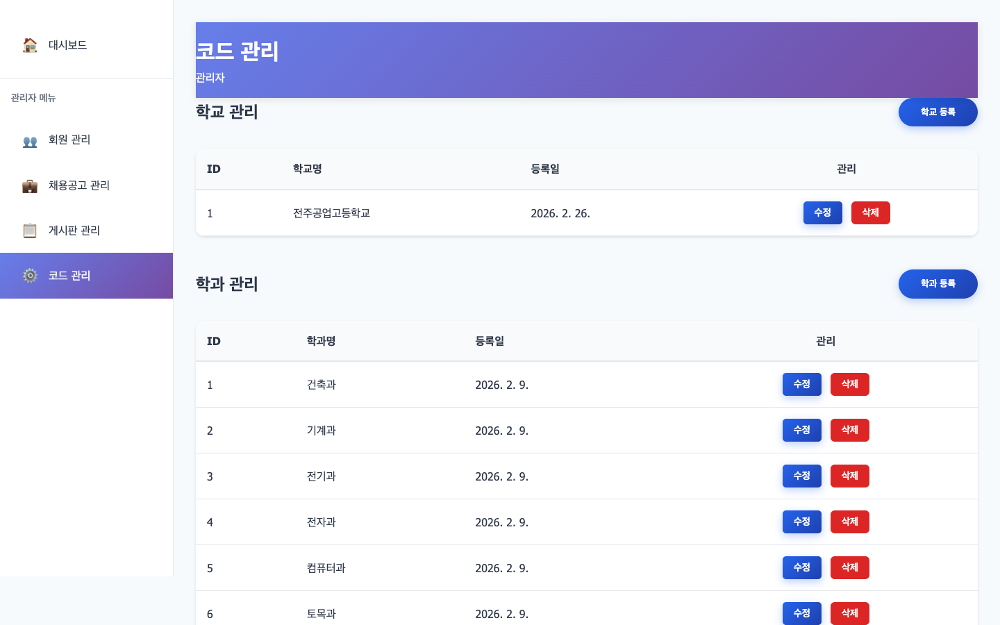 대시보드
관리자 메뉴
회원 관리
채용공고 관리
게시판 관리
코드 관리
코드 관리
관리자
학교 관리
학교 등록
ID 학교명 등록일 관리
1 전주공업고등학교 2026. 2. 26. 수정 삭제
학과 관리
학과 등록
ID 학과명 등록일 관리
1 건축과 2026. 2. 9. 수정 삭제
2 기계과 2026. 2. 9. 수정 삭제
3 전기과 2026. 2. 9. 수정 삭제
4 전자과 2026. 2. 9. 수정 삭제
5 컴퓨터과 2026. 2. 9. 수정 삭제
6 토목과 2026. 2. 9. 수정 삭제